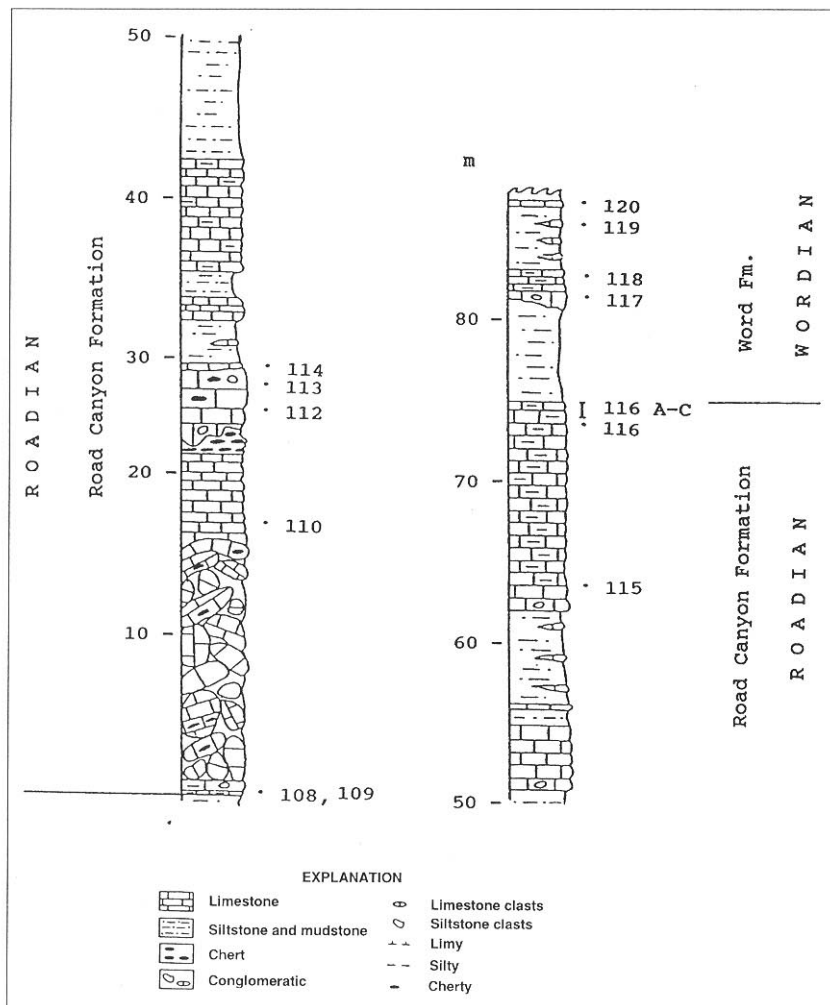 50 –
40 –
30 –
20 –
10 –
ROADIAN
Road Canyon Formation
114
113
112
110
108, 109
m
80 –
70 –
60 –
50 –
120
119
118
117
116 A-C
116
115
Word Fm.
WORDIAN
Road Canyon Formation
ROADIAN
EXPLANATION
Limestone
Siltstone and mudstone
Chert
Conglomeratic
Limestone clasts
Siltstone clasts
Limy
Silty
Cherty